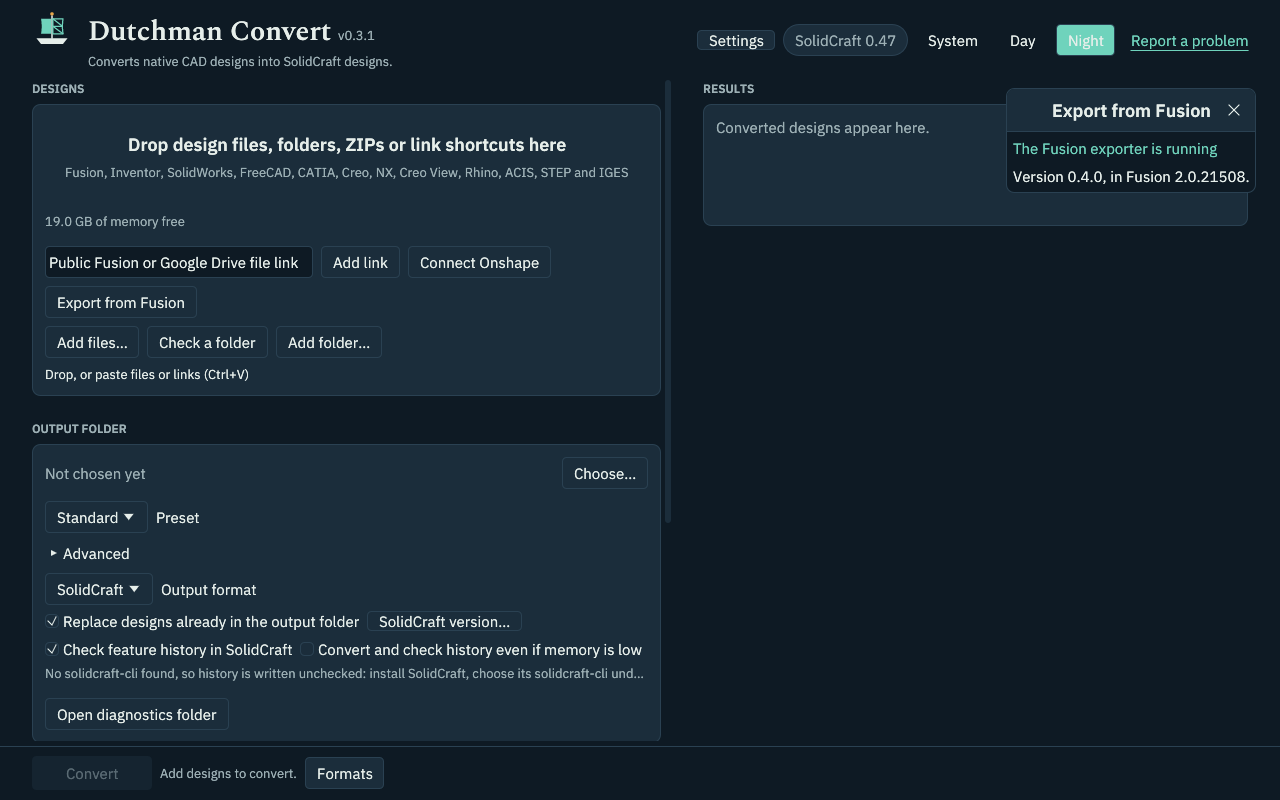 Dutchman Convert v0.3.1
Converts native CAD designs into SolidCraft designs.
Settings
SolidCraft 0.47
System
Day
Night
Report a problem
DESIGNS
Drop design files, folders, ZIPs or link shortcuts here
Fusion, Inventor, SolidWorks, FreeCAD, CATIA, Creo, NX, Creo View, Rhino, ACIS, STEP and IGES
19.0 GB of memory free
Public Fusion or Google Drive file link
Add link
Connect Onshape
Export from Fusion
Add files...
Check a folder
Add folder...
Drop, or paste files or links (Ctrl+V)
OUTPUT FOLDER
Not chosen yet
Choose...
Standard
Preset
Advanced
SolidCraft
Output format
Replace designs already in the output folder
SolidCraft version...
Check feature history in SolidCraft
Convert and check history even if memory is low
No solidcraft-cli found, so history is written unchecked: install SolidCraft, choose its solidcraft-cli und...
Open diagnostics folder
Convert
Add designs to convert.
Formats
RESULTS
Converted designs appear here.
Export from Fusion
The Fusion exporter is running
Version 0.4.0, in Fusion 2.0.21508.